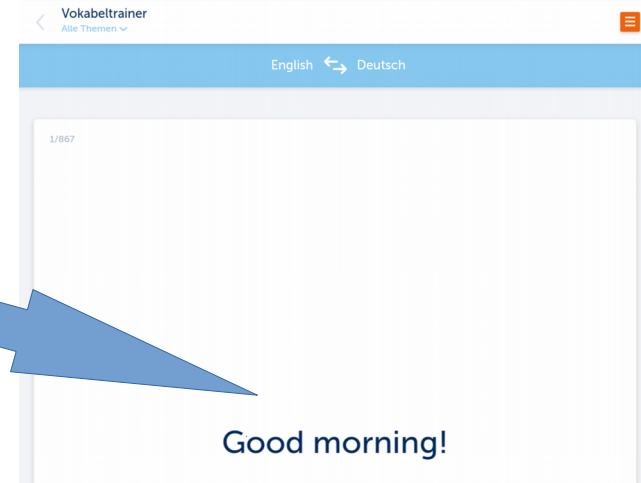 Vokabeltrainer
Alle Themen
English Deutsch
1/867
Good morning!